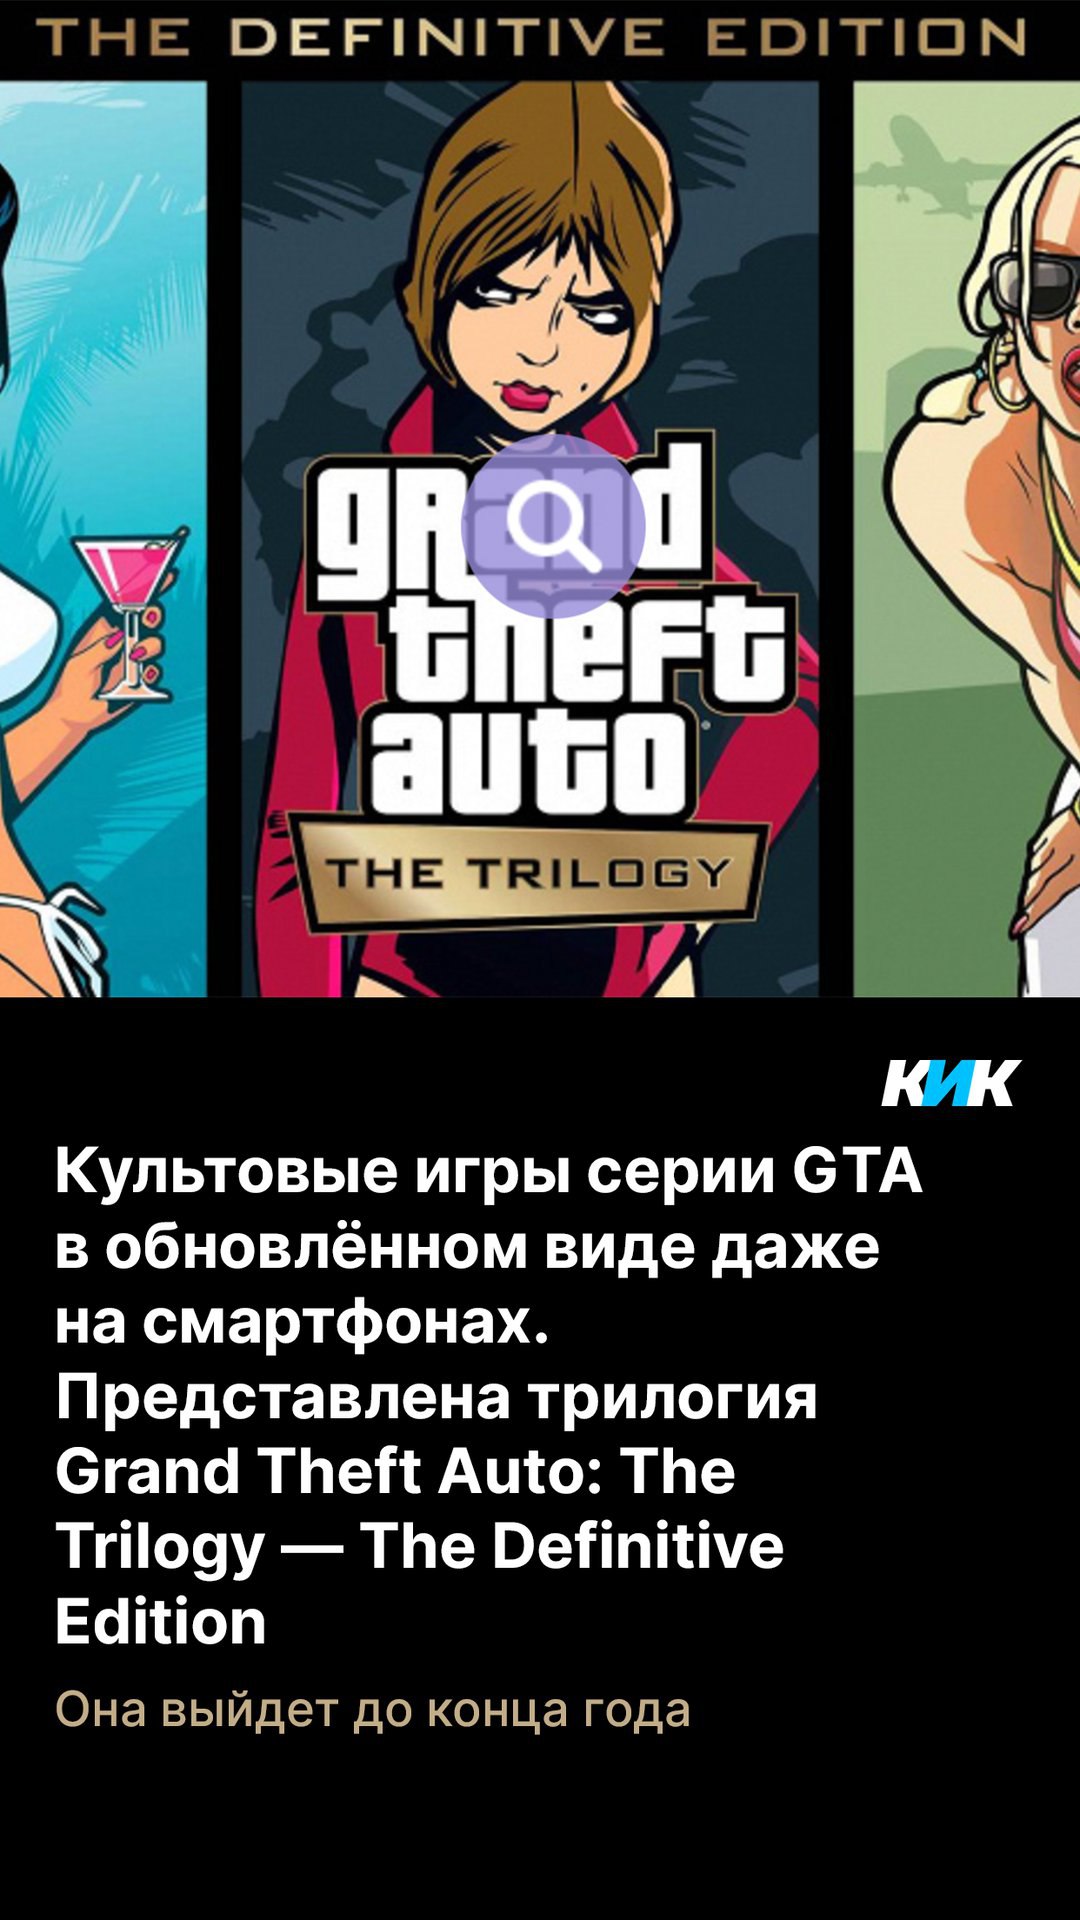 THE DEFINITIVE EDITION
grand
theft
auto
THE TRILOGY
КИК
Культовые игры серии GTA
в обновлённом виде даже
на смартфонах.
Представлена трилогия
Grand Theft Auto: The
Trilogy — The Definitive
Edition
Она выйдет до конца года